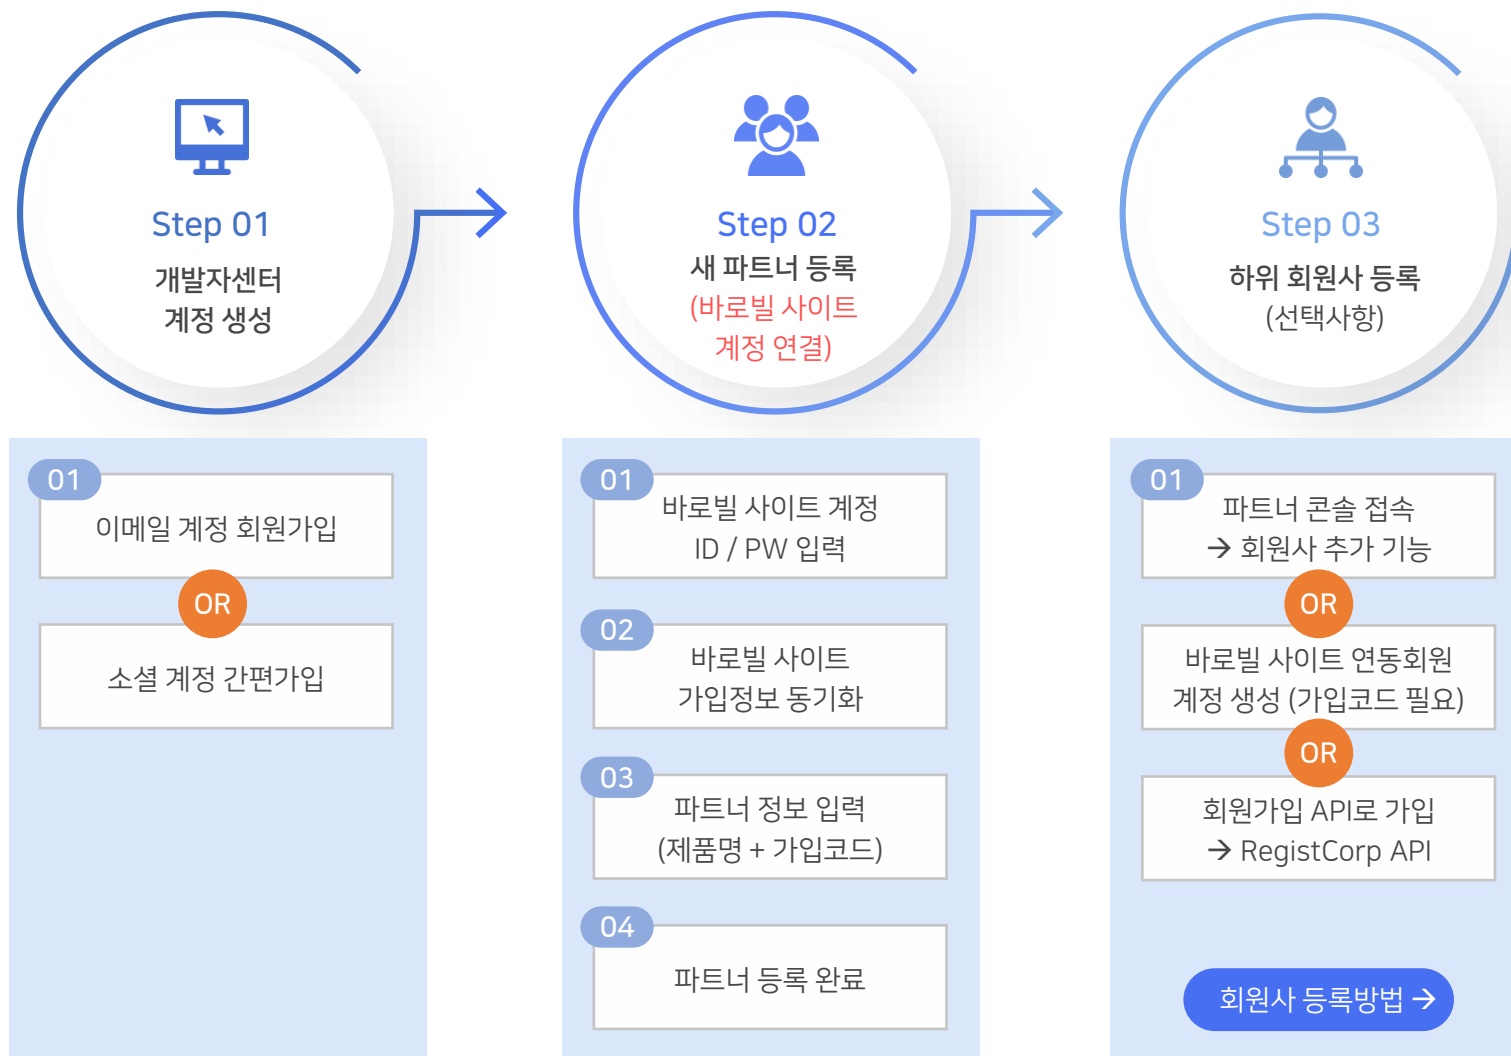 Step 01
개발자센터
계정 생성
Step 02
새 파트너 등록
(바로빌 사이트
계정 연결)
Step 03
하위 회원사 등록
(선택사항)
01
이메일 계정 회원가입
OR
소셜 계정 간편가입
01
바로빌 사이트 계정
ID / PW 입력
02
바로빌 사이트
가입정보 동기화
03
파트너 정보 입력
(제품명 + 가입코드)
04
파트너 등록 완료
01
파트너 콘솔 접속
→ 회원사 추가 기능
OR
바로빌 사이트 연동회원
계정 생성 (가입코드 필요)
OR
회원가입 API로 가입
→ RegistCorp API
회원사 등록방법 →